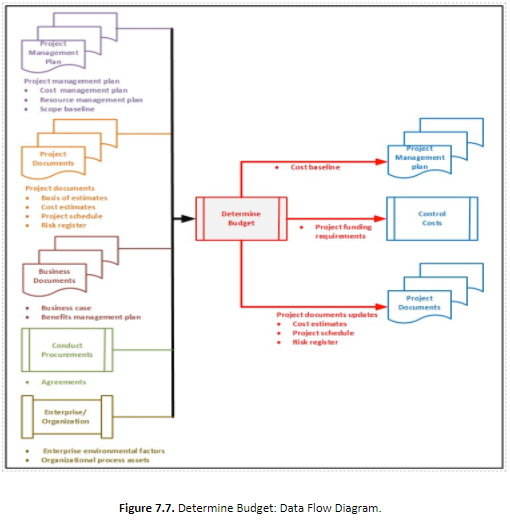 Project
Management
Plan
Project management plan
• Cost management plan
• Resource management plan
• Scope baseline
Project
Documents
Project documents
• Basis of estimates
• Cost estimates
• Project schedule
• Risk register
Business
Documents
• Business case
• Benefits management plan
Conduct
Procurements
• Agreements
Enterprise/
Organization
• Enterprise environmental factors
• Organizational process assets
Determine
Budget
• Cost baseline
Project
Management
plan
• Project funding
requirements
Control
Costs
Project documents updates
• Cost estimates
• Project schedule
• Risk register
Project
Documents
Figure 7.7. Determine Budget: Data Flow Diagram.